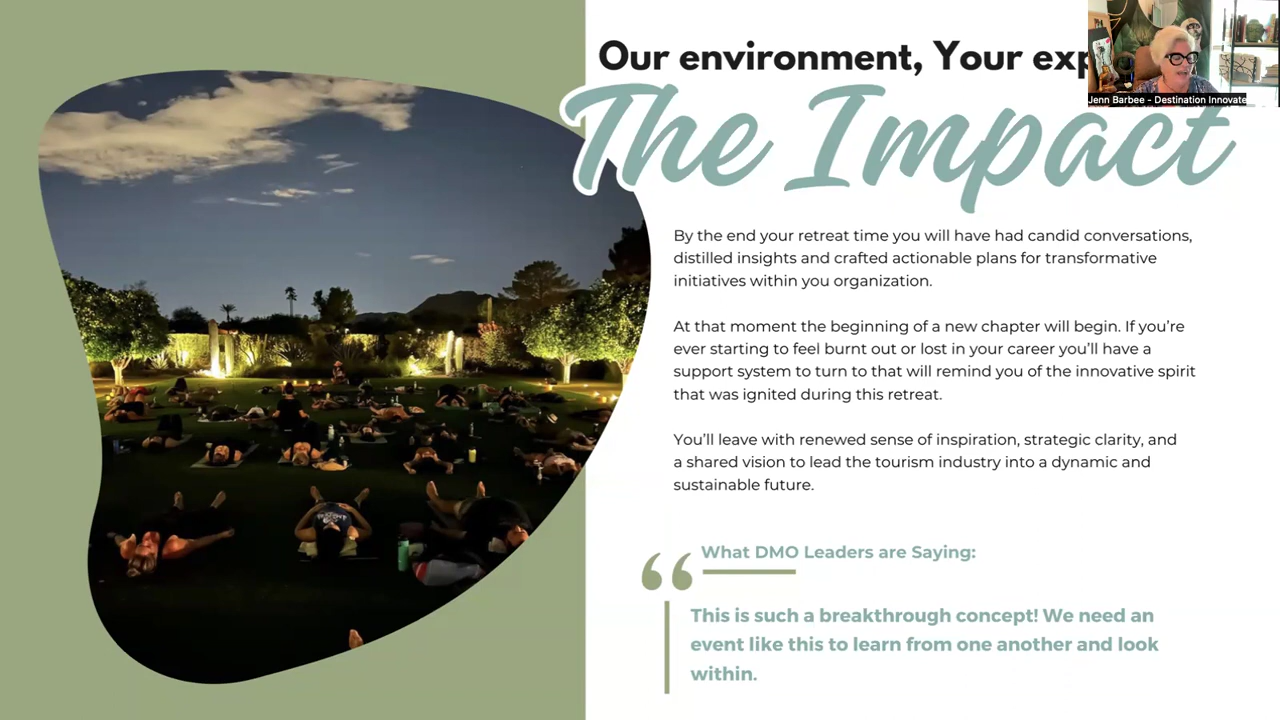 Our environment, Your exp
The Impact
Jenn Barbee - Destination Innovate
By the end your retreat time you will have had candid conversations,
distilled insights and crafted actionable plans for transformative
initiatives within you organization.
At that moment the beginning of a new chapter will begin. If you're
ever starting to feel burnt out or lost in your career you'll have a
support system to turn to that will remind you of the innovative spirit
that was ignited during this retreat.
You'll leave with renewed sense of inspiration, strategic clarity, and
a shared vision to lead the tourism industry into a dynamic and
sustainable future.
What DMO Leaders are Saying:
This is such a breakthrough concept! We need an
event like this to learn from one another and look
within.